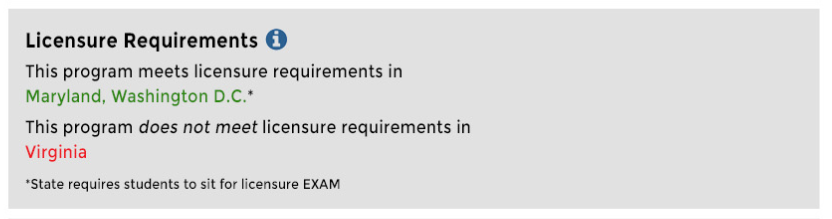 Licensure Requirements
This program meets licensure requirements in
Maryland, Washington D.C.*
This program does not meet licensure requirements in
Virginia
*State requires students to sit for licensure EXAM